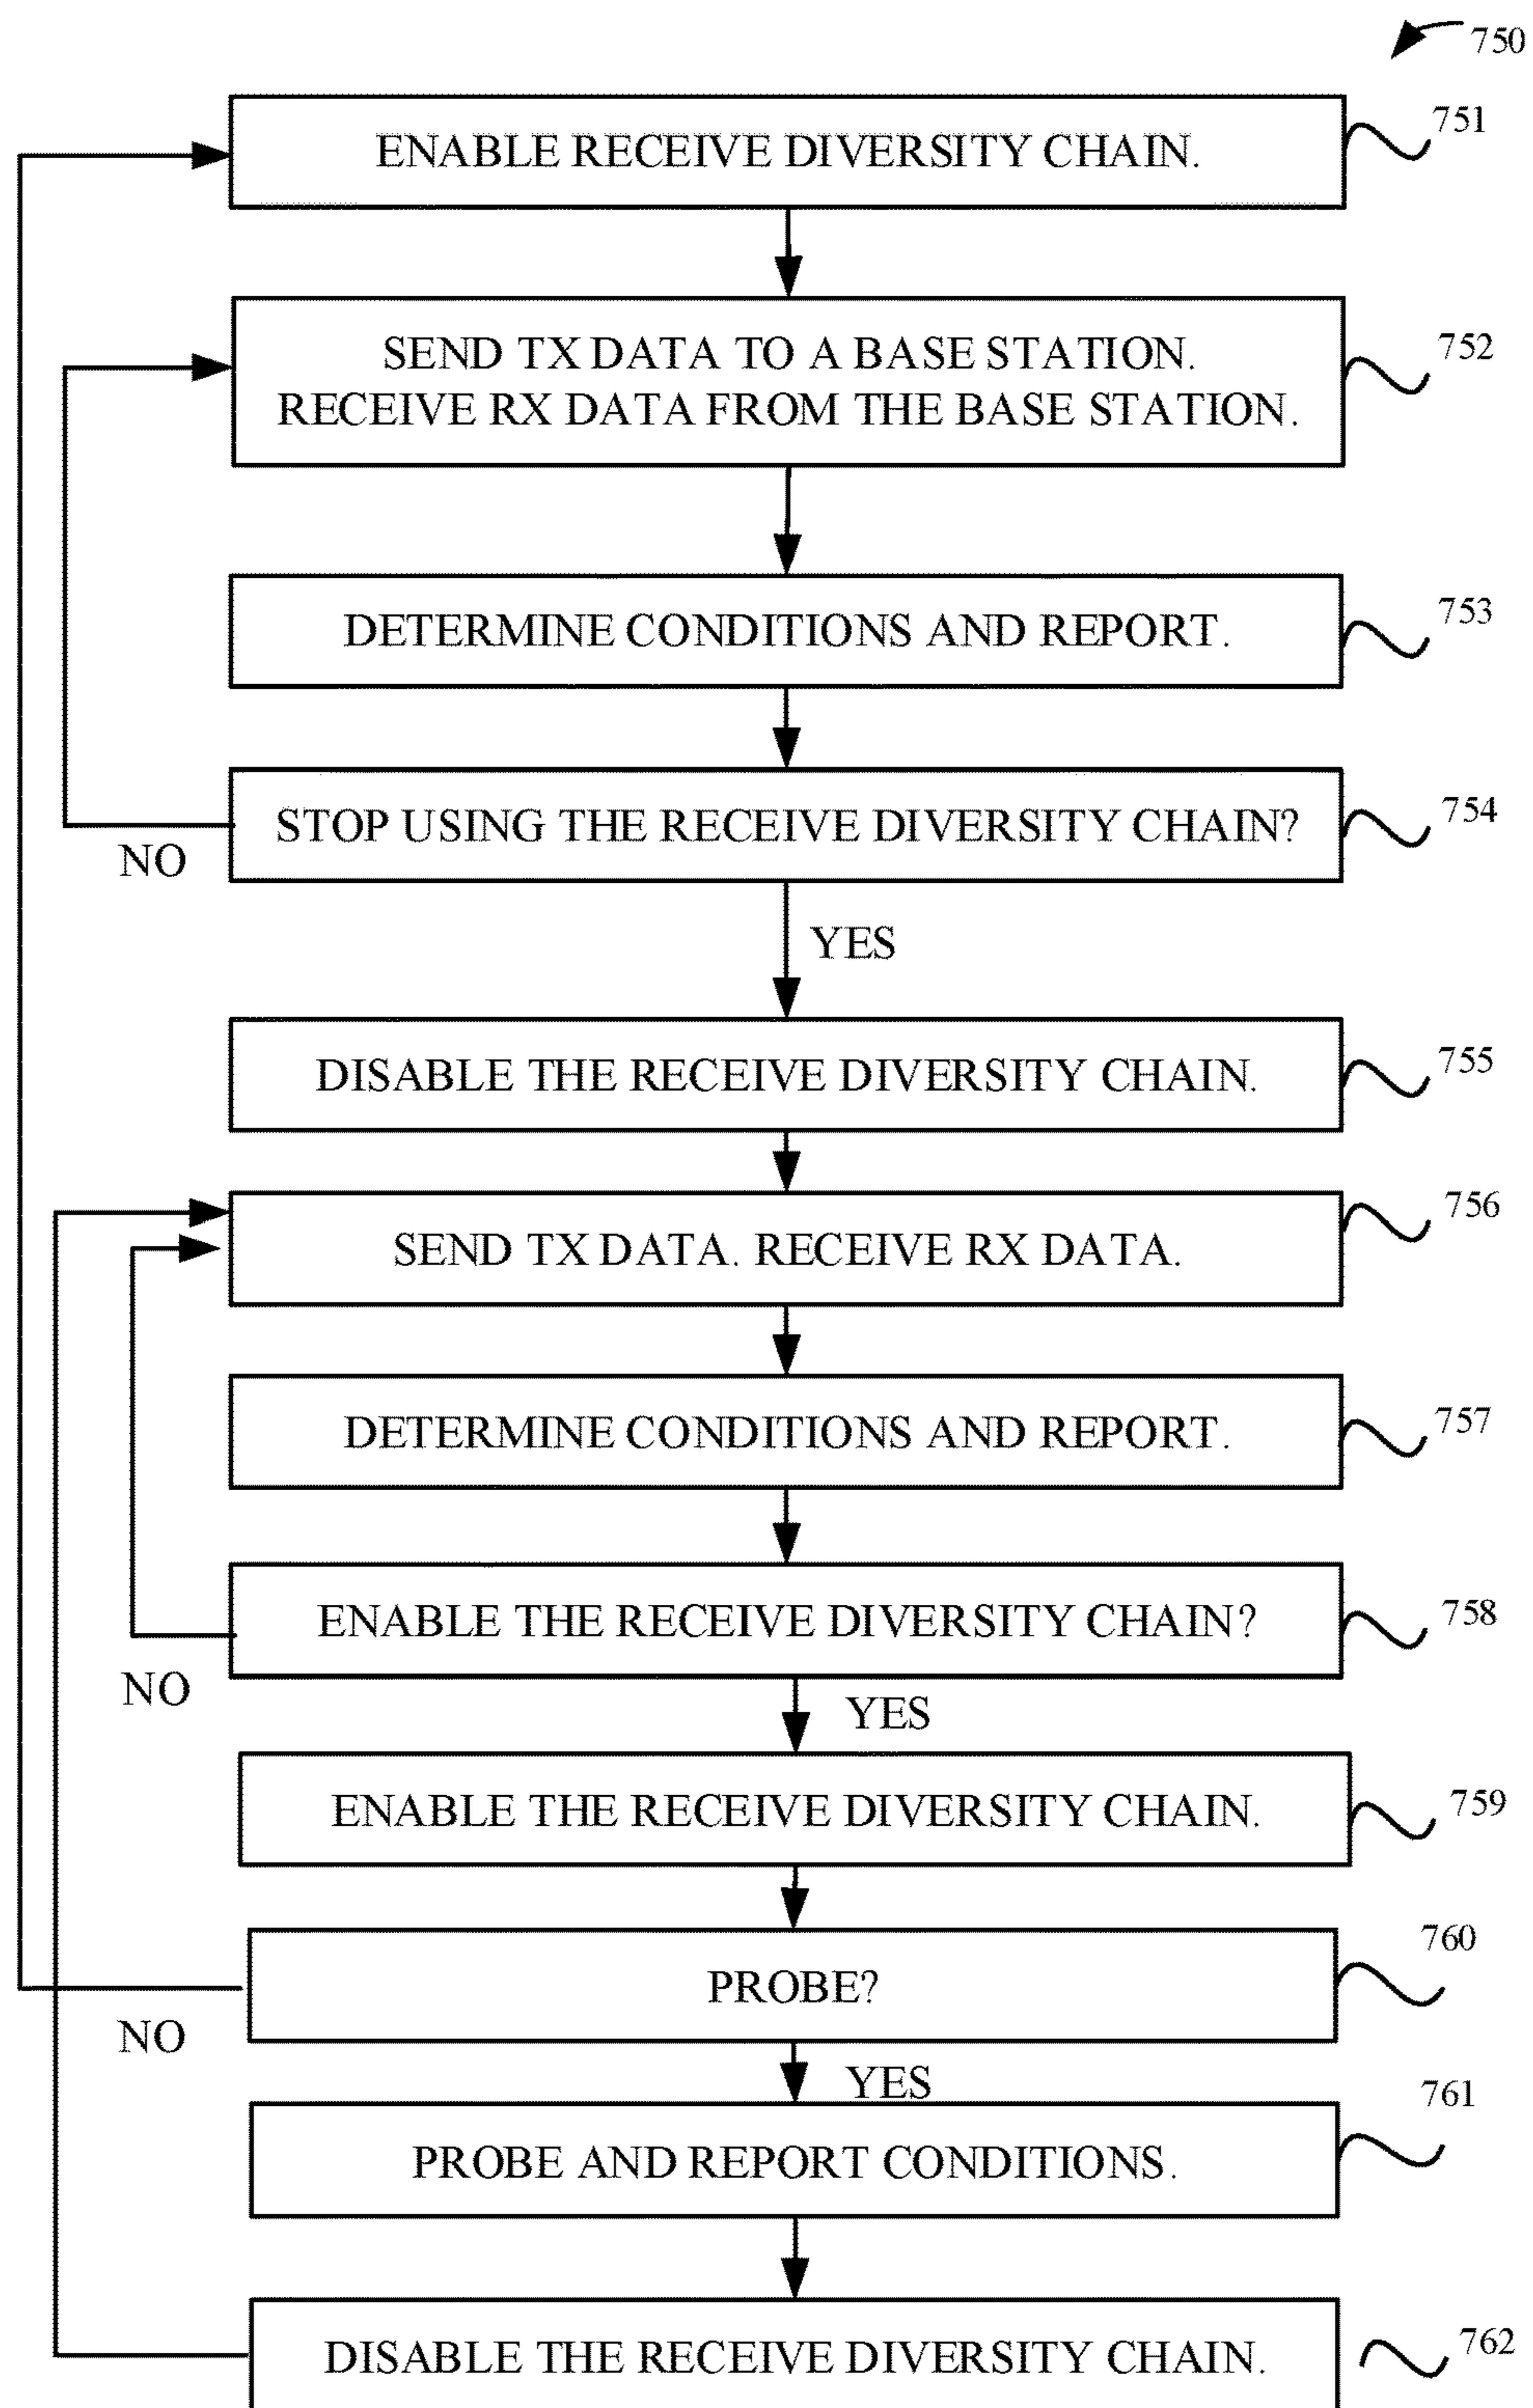 750
ENABLE RECEIVE DIVERSITY CHAIN.
751
SEND TX DATA TO A BASE STATION.
RECEIVE RX DATA FROM THE BASE STATION.
752
DETERMINE CONDITIONS AND REPORT.
753
STOP USING THE RECEIVE DIVERSITY CHAIN?
754
NO
YES
DISABLE THE RECEIVE DIVERSITY CHAIN.
755
SEND TX DATA. RECEIVE RX DATA.
756
DETERMINE CONDITIONS AND REPORT.
757
ENABLE THE RECEIVE DIVERSITY CHAIN?
758
NO
YES
ENABLE THE RECEIVE DIVERSITY CHAIN.
759
PROBE?
760
NO
YES
PROBE AND REPORT CONDITIONS.
761
DISABLE THE RECEIVE DIVERSITY CHAIN.
762